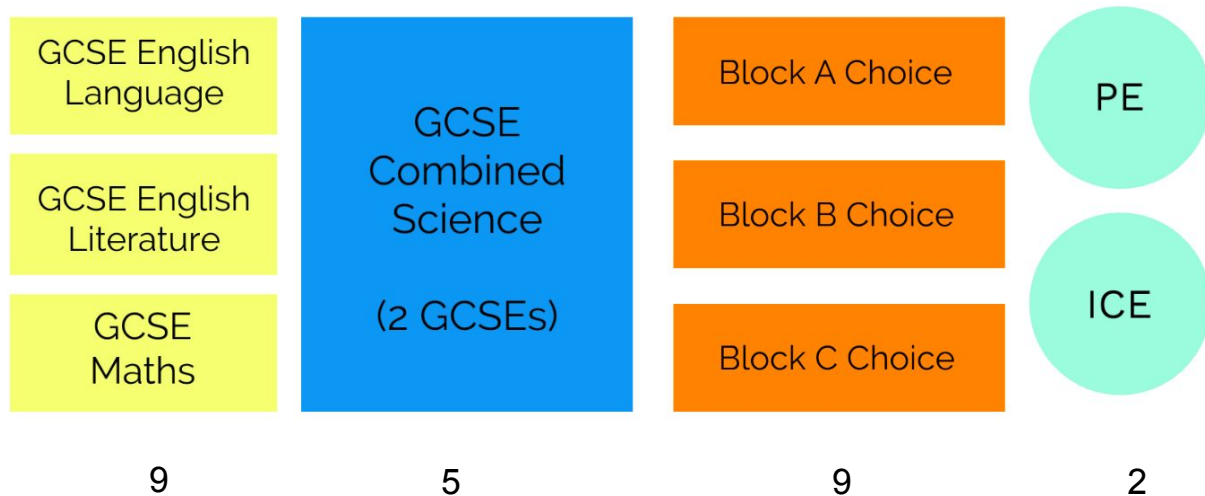 GCSE English
Language
GCSE English
Literature
GCSE
Maths
GCSE
Combined
Science
(2 GCSEs)
Block A Choice
Block B Choice
Block C Choice
PE
ICE
9
5
9
2